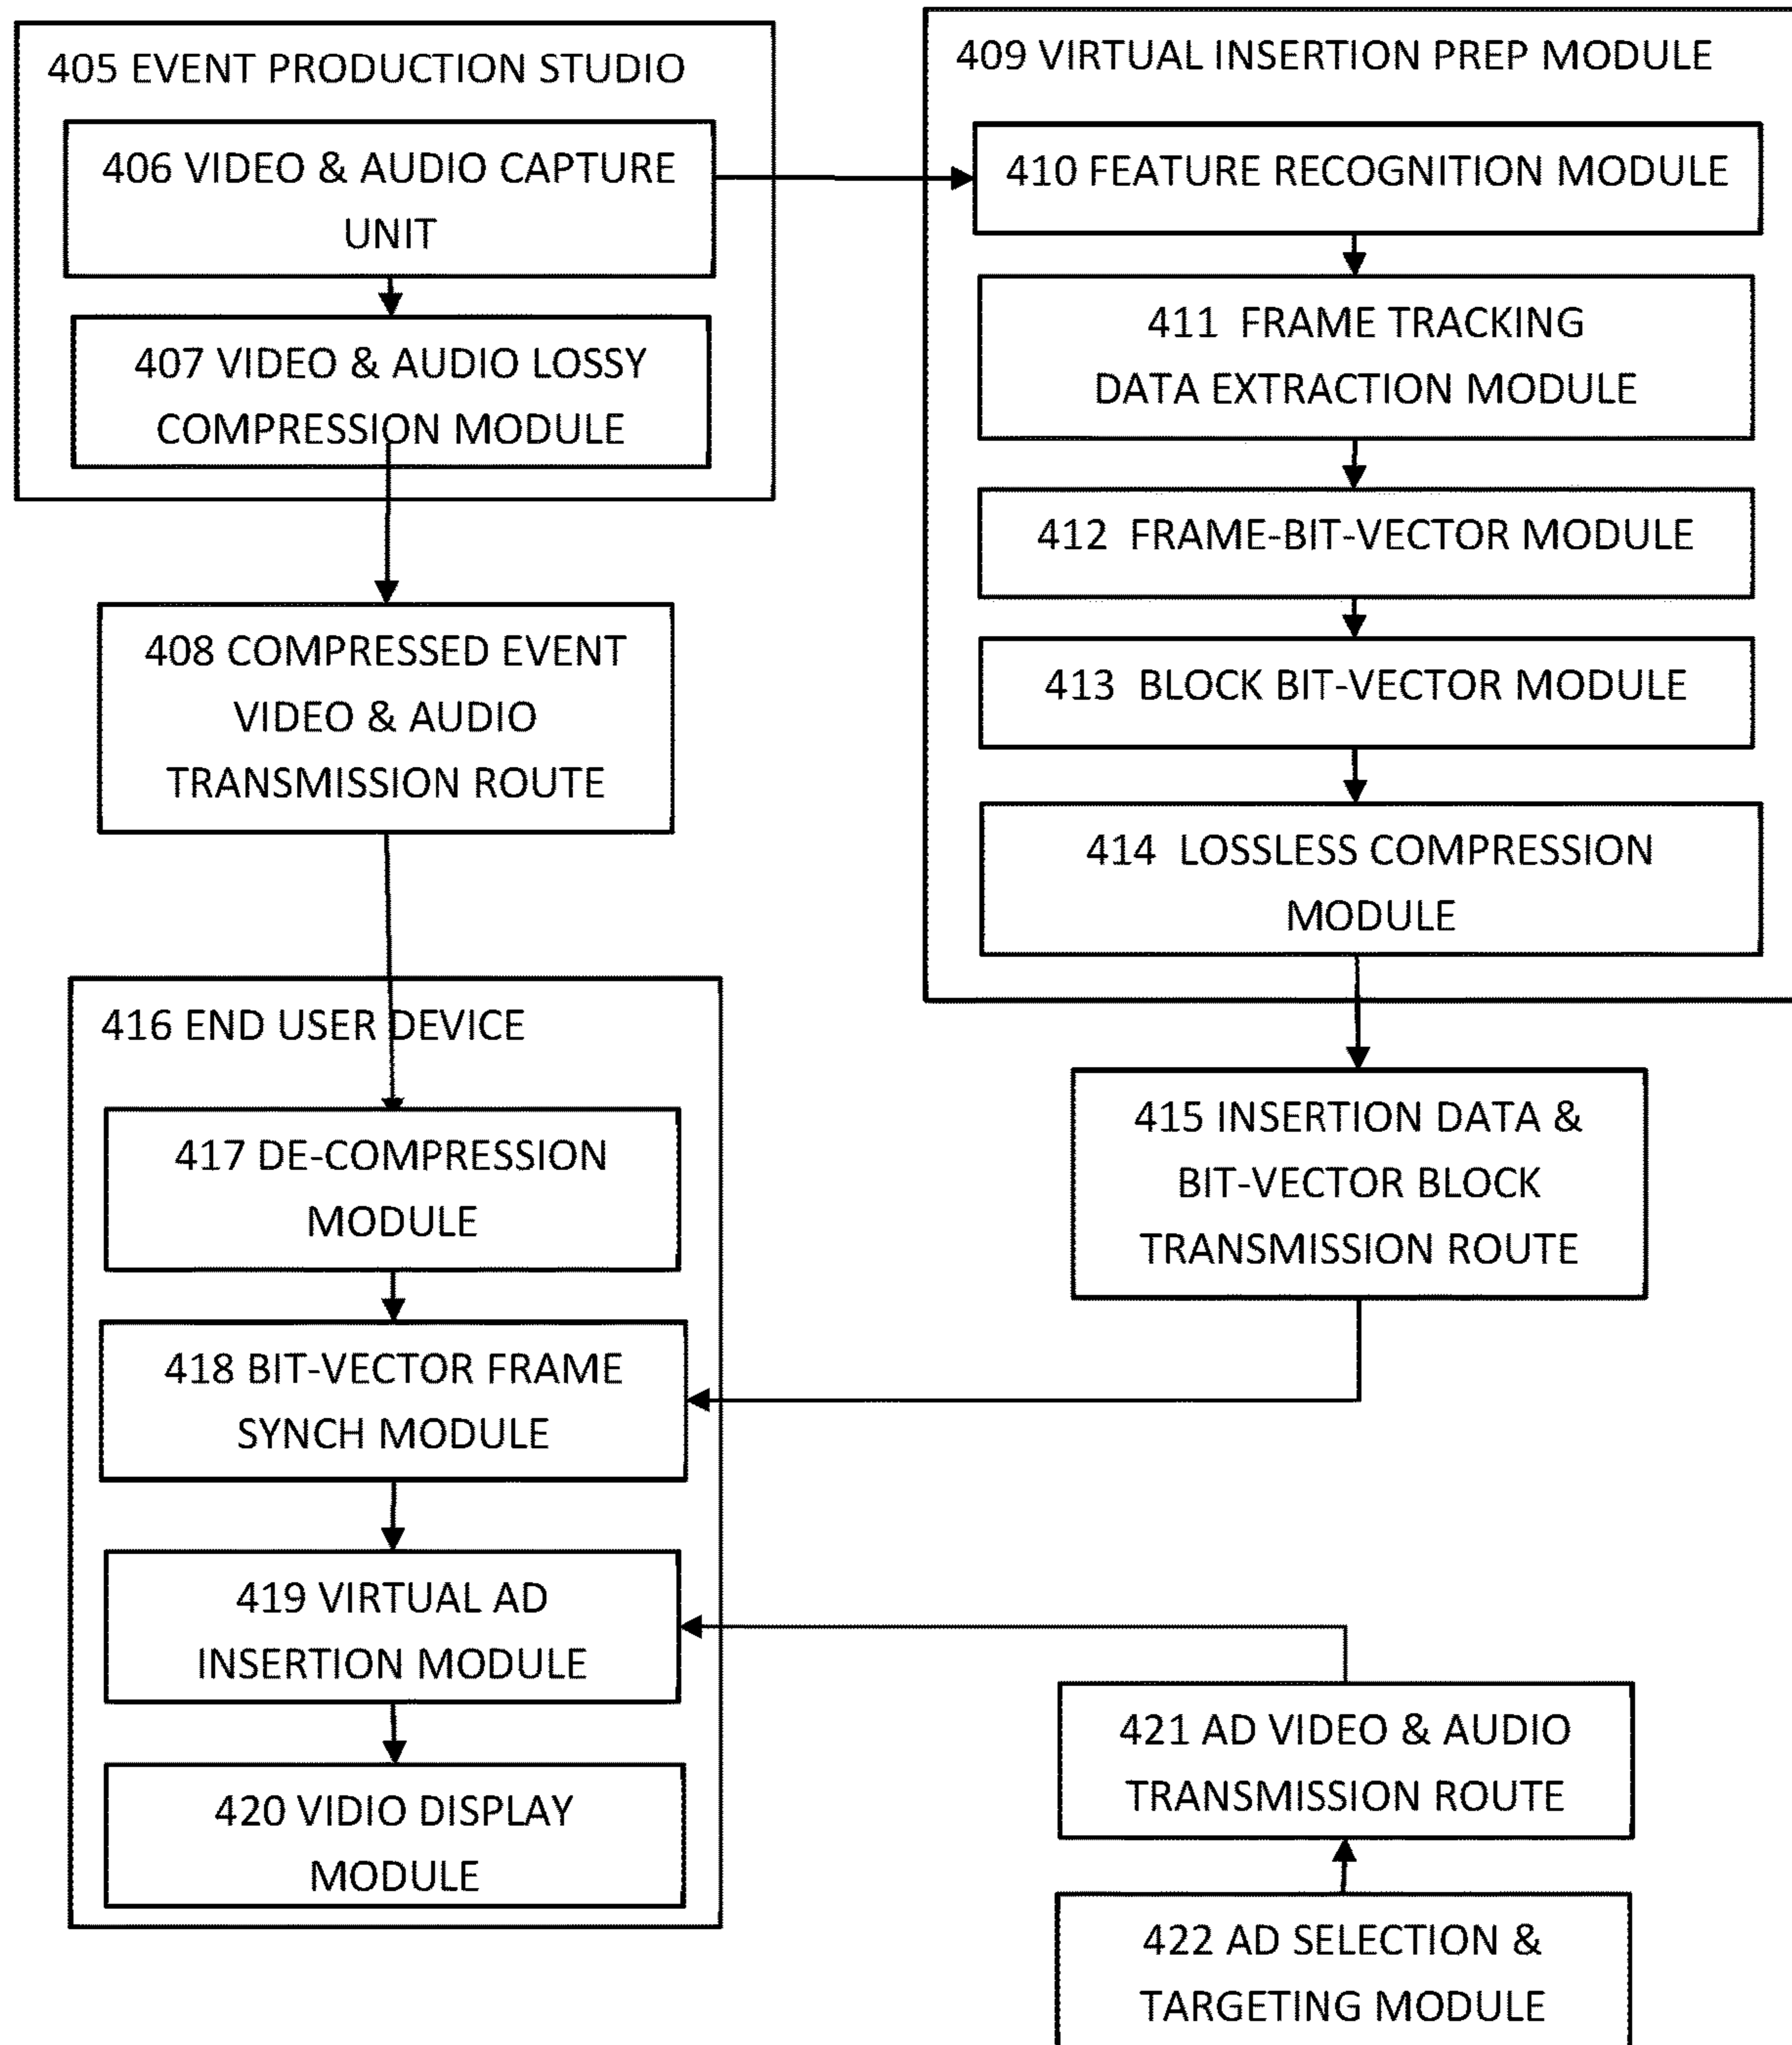 405 EVENT PRODUCTION STUDIO
406 VIDEO & AUDIO CAPTURE
UNIT
407 VIDEO & AUDIO LOSSY
COMPRESSION MODULE
408 COMPRESSED EVENT
VIDEO & AUDIO
TRANSMISSION ROUTE
409 VIRTUAL INSERTION PREP MODULE
410 FEATURE RECOGNITION MODULE
411 FRAME TRACKING
DATA EXTRACTION MODULE
412 FRAME-BIT-VECTOR MODULE
413 BLOCK BIT-VECTOR MODULE
414 LOSSLESS COMPRESSION
MODULE
415 INSERTION DATA &
BIT-VECTOR BLOCK
TRANSMISSION ROUTE
416 END USER DEVICE
417 DE-COMPRESSION
MODULE
418 BIT-VECTOR FRAME
SYNCH MODULE
419 VIRTUAL AD
INSERTION MODULE
420 VIDIO DISPLAY
MODULE
421 AD VIDEO & AUDIO
TRANSMISSION ROUTE
422 AD SELECTION &
TARGETING MODULE